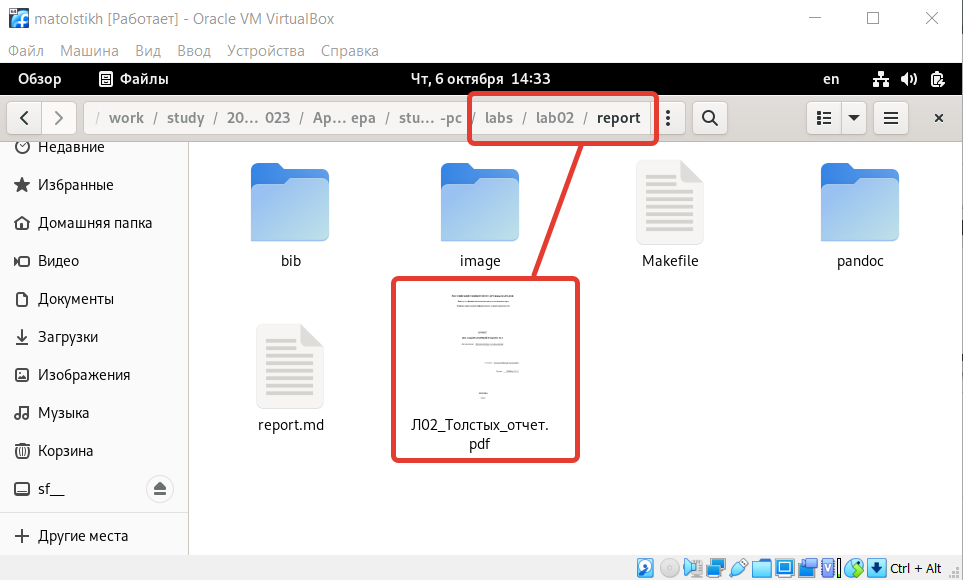 matolstikh [Работает] - Oracle VM VirtualBox
Файл Машина Вид Ввод Устройства Справка
Обзор Файлы Чт, 6 октября 14:33 en
/ work / study / 20… 023 / Ар… ера / stu… -pc / labs / lab02 / report
Недавние
Избранные
Домашняя папка
Видео
Документы
Загрузки
Изображения
Музыка
Корзина
sf__
Другие места
bib
image
Makefile
pandoc
report.md
Л02_Толстых_отчет.
pdf
Ctrl + Alt